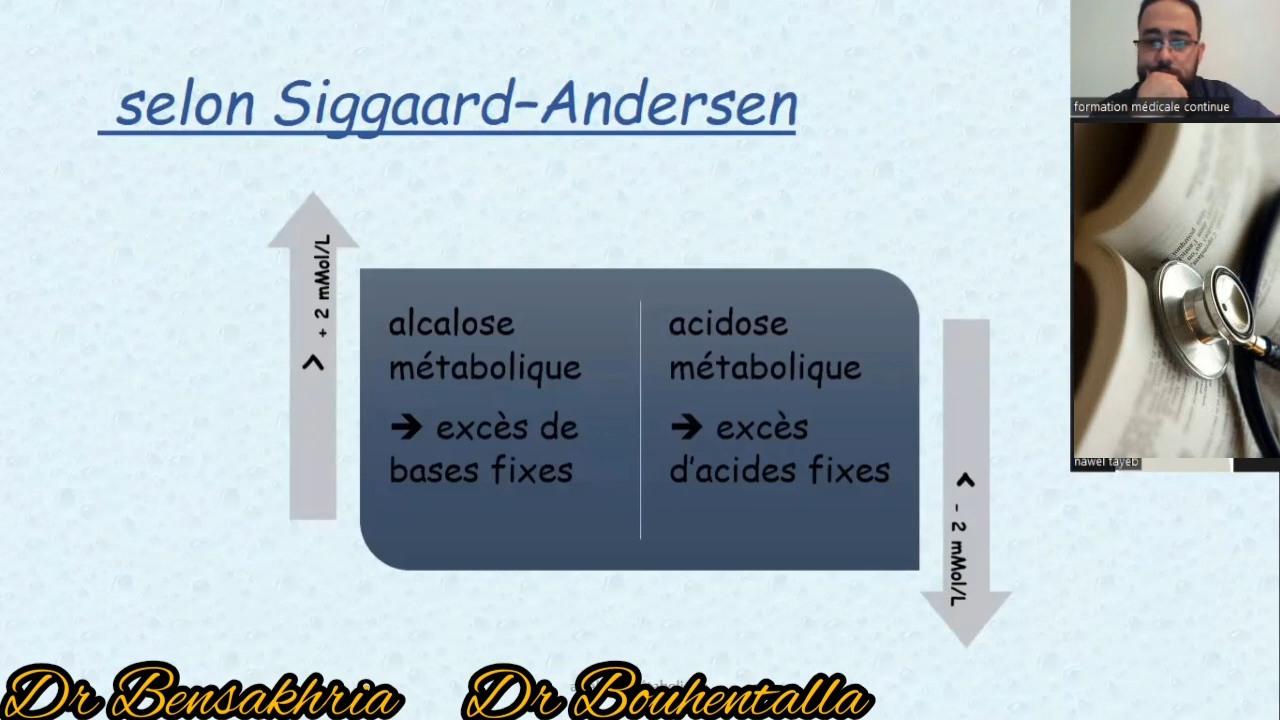 selon Siggaard-Andersen
> + 2 mMol/L
alcalose
métabolique
➔ excès de
bases fixes
acidose
métabolique
➔ excès
d'acides fixes
< - 2 mMol/L
formation médicale continue
nawel tayeb
Dr Bensakhria
Dr Bouhentalla